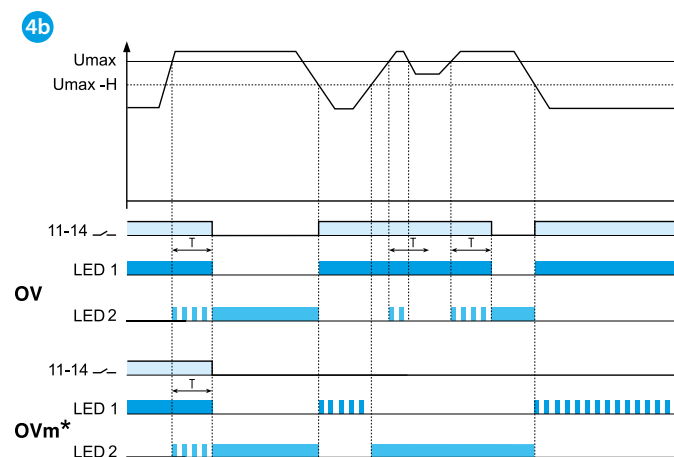 4b
Umax
Umax -H
11-14
T T T
LED 1
OV
LED 2
11-14
T
LED 1
OVm*
LED 2